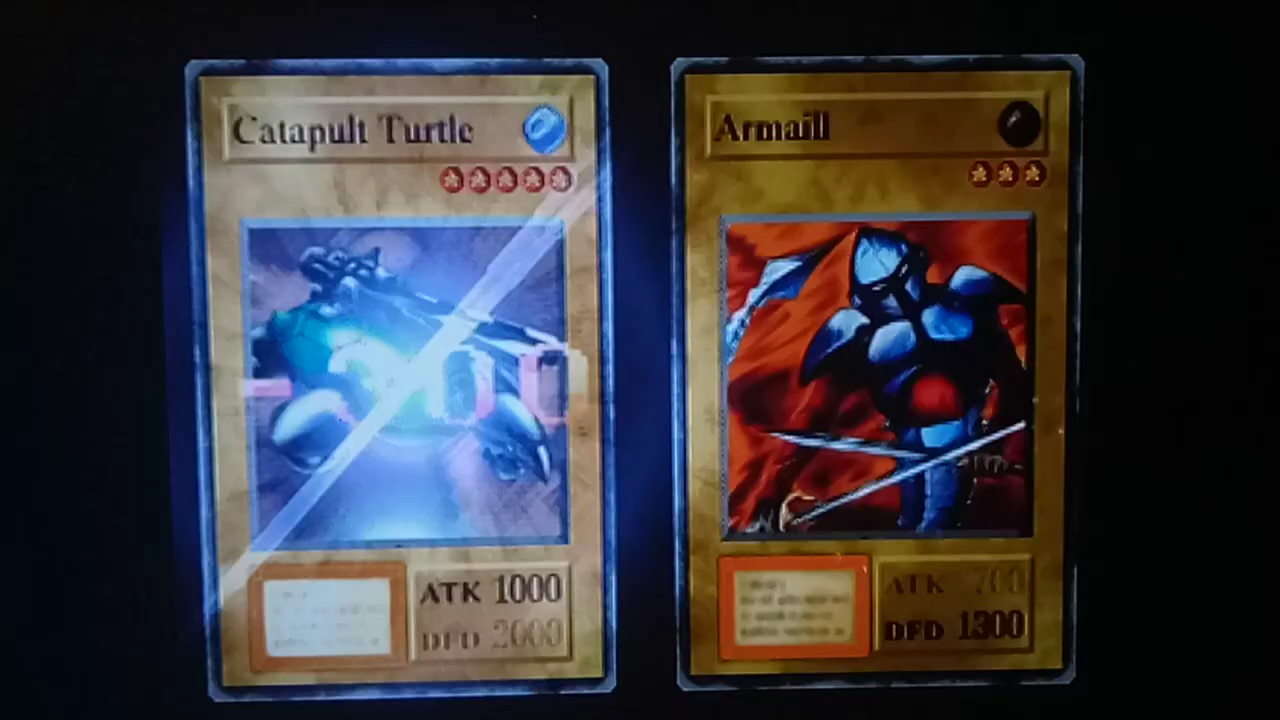 Catapult Turtle
ATK 1000
DFD 2000
Armaill
ATK 700
DFD 1300